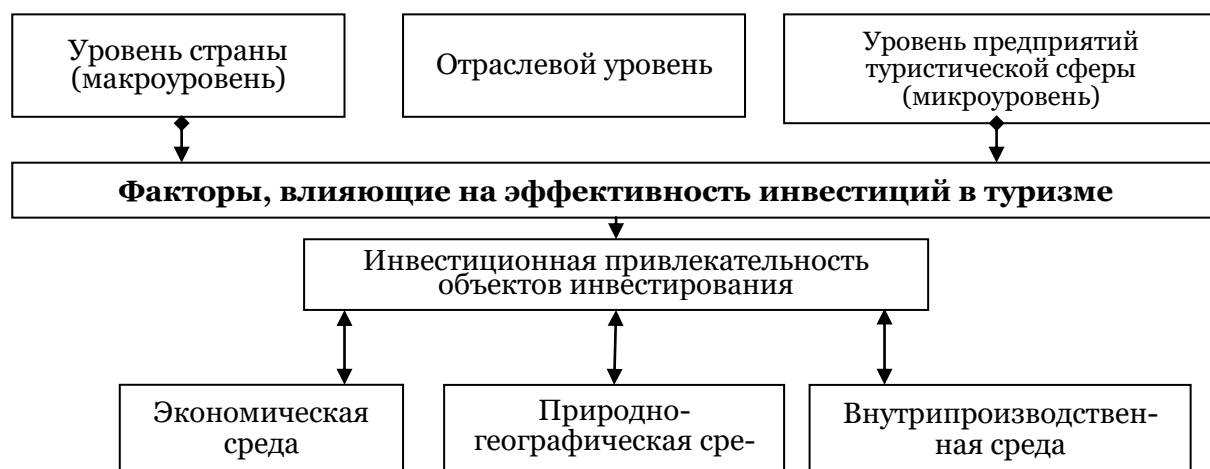 Уровень страны
(макроуровень)
Отраслевой уровень
Уровень предприятий
туристической сферы
(микроуровень)
Факторы, влияющие на эффективность инвестиций в туризме
Инвестиционная привлекательность
объектов инвестирования
Экономическая
среда
Природно-
географическая сре-
Внутрипроизводствен-
ная среда